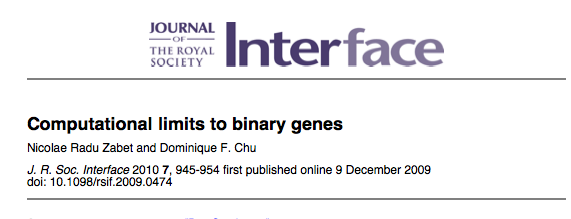 JOURNAL
OF
THE ROYAL
SOCIETY
Interface
Computational limits to binary genes
Nicolae Radu Zabet and Dominique F. Chu
J. R. Soc. Interface 2010 7, 945-954 first published online 9 December 2009
doi: 10.1098/rsif.2009.0474